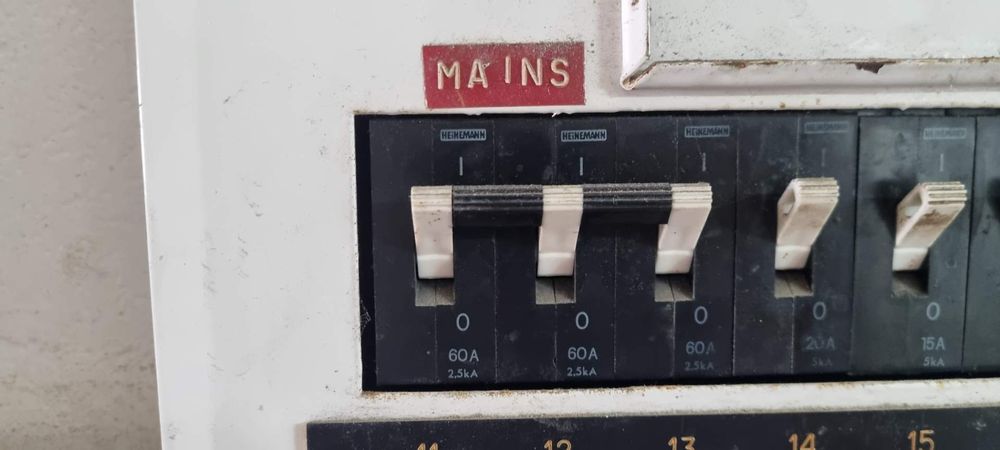 MAINS
HEINEMANN HEINEMANN HEINEMANN HEINEMANN HEINEMANN
I I I I I
0 0 0 0 0
60A 60A 60A 20A 15A
2,5kA 2,5kA 2,5kA 5kA 5kA
11 12 13 14 15